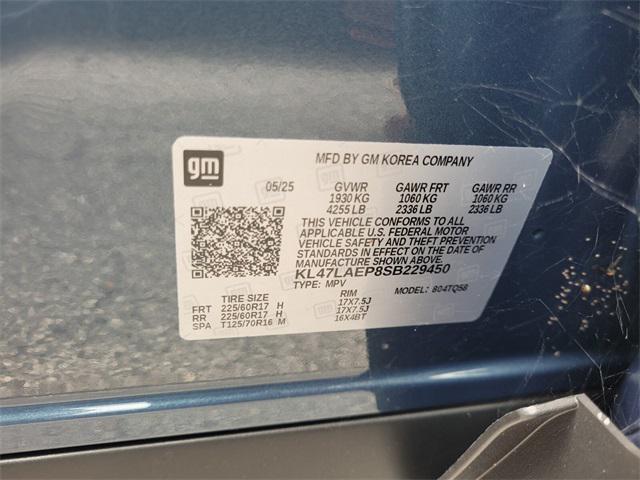 gm
MFD BY GM KOREA COMPANY
05/25 GVWR GAWR FRT GAWR RR
1930 KG 1060 KG 1060 KG
4255 LB 2336 LB 2336 LB
THIS VEHICLE CONFORMS TO ALL
APPLICABLE U.S. FEDERAL MOTOR
VEHICLE SAFETY AND THEFT PREVENTION
STANDARDS IN EFFECT ON THE DATE OF
MANUFACTURE SHOWN ABOVE.
KL47LAEP8SB229450
TYPE: MPV MODEL: 804TQ58
TIRE SIZE RIM
FRT 225/60R17 H 17X7.5J
RR 225/60R17 H 17X7.5J
SPA T125/70R16 M 16X4BT